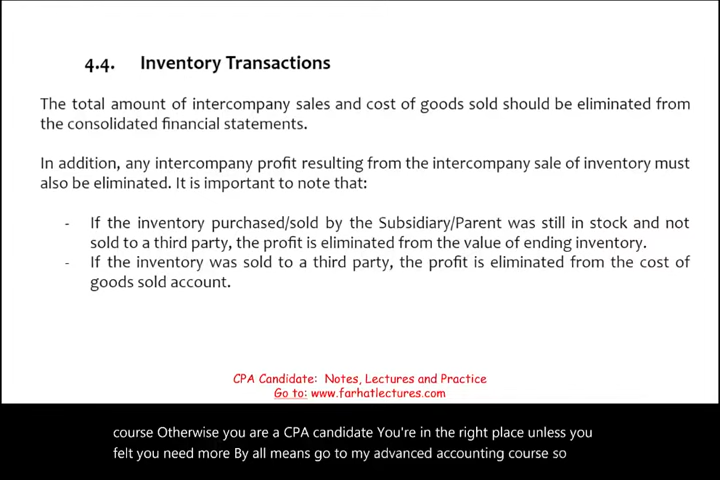 4.4. Inventory Transactions
The total amount of intercompany sales and cost of goods sold should be eliminated from
the consolidated financial statements.
In addition, any intercompany profit resulting from the intercompany sale of inventory must
also be eliminated. It is important to note that:
- If the inventory purchased/sold by the Subsidiary/Parent was still in stock and not
sold to a third party, the profit is eliminated from the value of ending inventory.
- If the inventory was sold to a third party, the profit is eliminated from the cost of
goods sold account.
CPA Candidate: Notes, Lectures and Practice
Go to: www.farhatlectures.com
course Otherwise you are a CPA candidate You're in the right place unless you
felt you need more By all means go to my advanced accounting course so